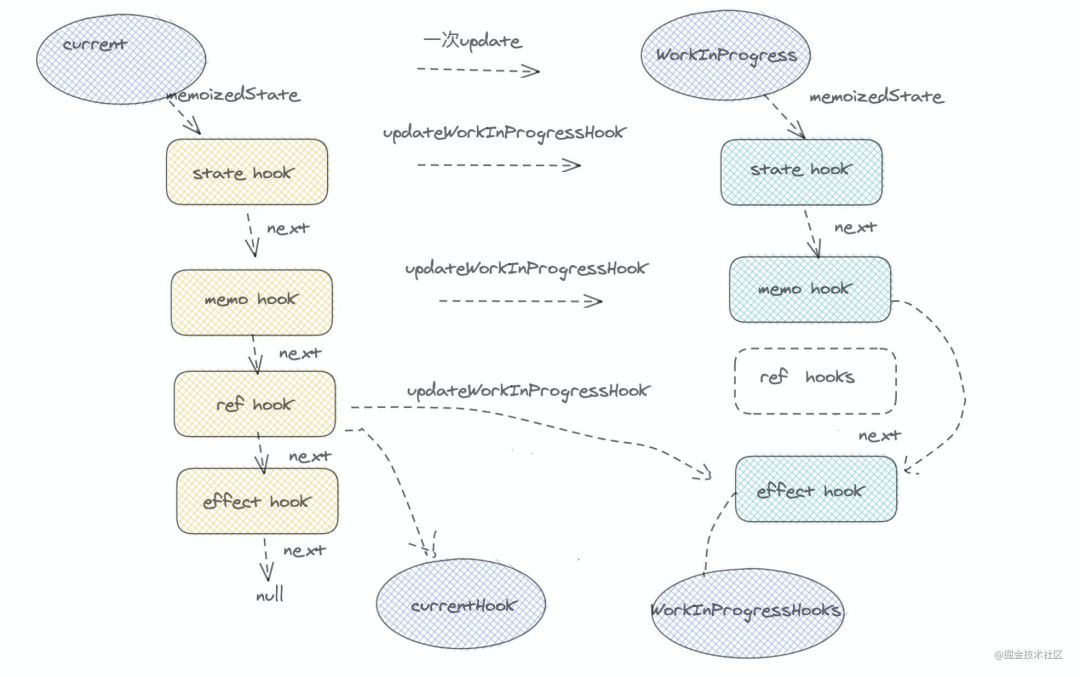 current
一次update
WorkInProgress
memoizedState
memoizedState
updateWorkInProgressHook
state hook
state hook
next
next
updateWorkInProgressHook
memo hook
memo hook
next
ref hooks
updateWorkInProgressHook
ref hook
next
next
effect hook
effect hook
next
null
currentHook
WorkInProgressHooks
@掘金技术社区